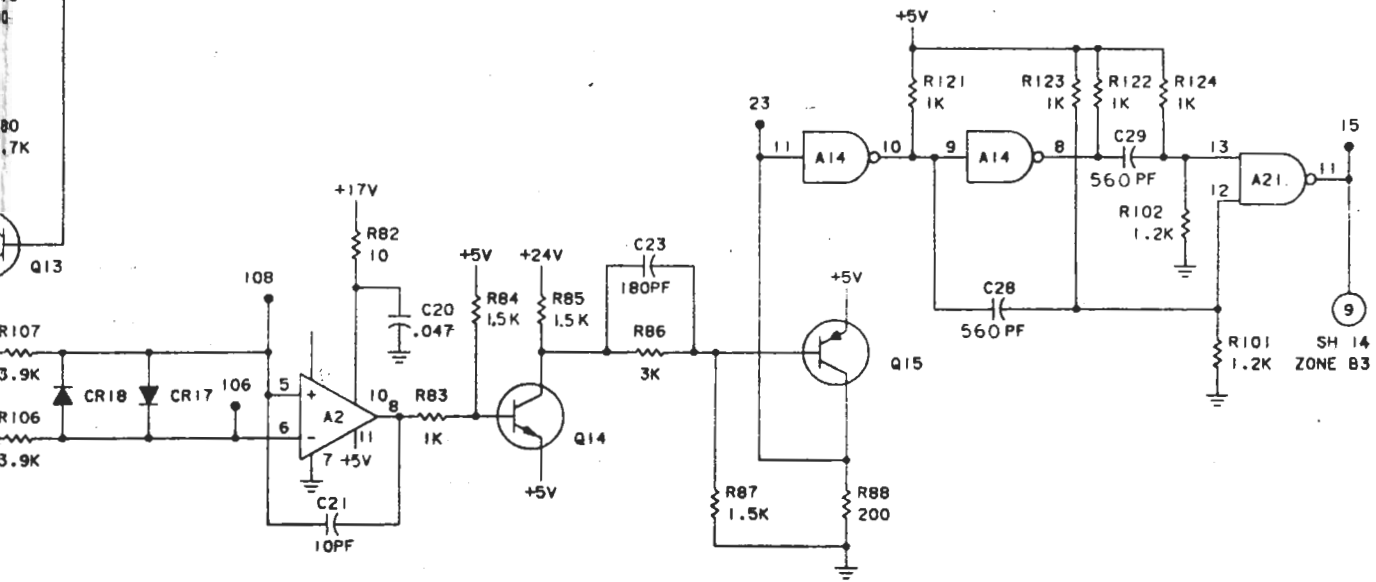 80
.7K
Q13
R107
3.9K
CR18
CR17
R106
3.9K
108
106
+17V
R82
10
C20
.047
5
+
6
-
A2
10
8
11
7
+5V
C21
10PF
R83
1K
+5V
R84
1.5K
+24V
R85
1.5K
Q14
+5V
C23
180PF
R86
3K
R87
1.5K
R88
200
+5V
Q15
23
11
A14
10
+5V
R121
1K
9
A14
8
R123
1K
R122
1K
R124
1K
C29
560 PF
R102
1.2K
C28
560 PF
R101
1.2K
13
12
A21
11
15
9
SH 14
ZONE B3